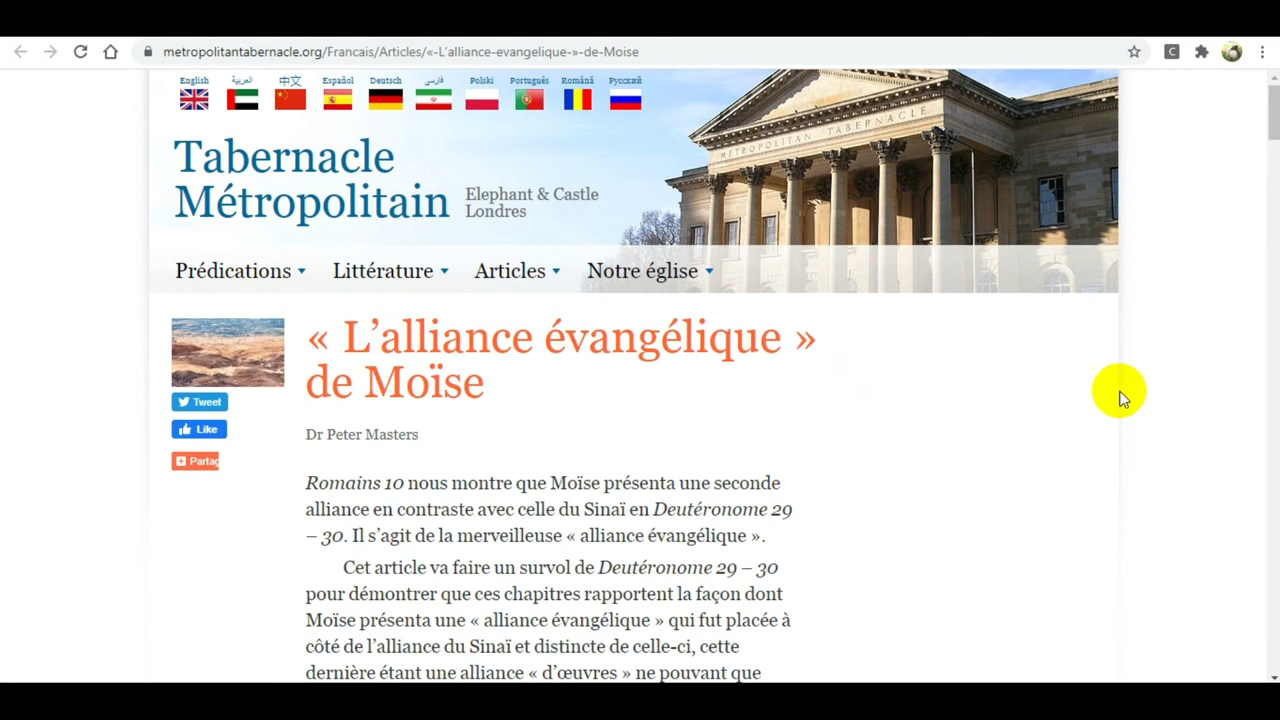 metropolitantabernacle.org/Francais/Articles/«-L’alliance-evangelique-»-de-Moise
English العربية 中文 Español Deutsch فارسی Polski Português Română Русский
METROPOLITAN TABERNACLE
Tabernacle
Métropolitain
Elephant & Castle
Londres
Prédications Littérature Articles Notre église
« L’alliance évangélique »
de Moïse
Tweet
Like
Partag
Dr Peter Masters
Romains 10 nous montre que Moïse présenta une seconde
alliance en contraste avec celle du Sinaï en Deutéronome 29
– 30. Il s’agit de la merveilleuse « alliance évangélique ».
Cet article va faire un survol de Deutéronome 29 – 30
pour démontrer que ces chapitres rapportent la façon dont
Moïse présenta une « alliance évangélique » qui fut placée à
côté de l’alliance du Sinaï et distincte de celle-ci, cette
dernière étant une alliance « d’œuvres » ne pouvant que